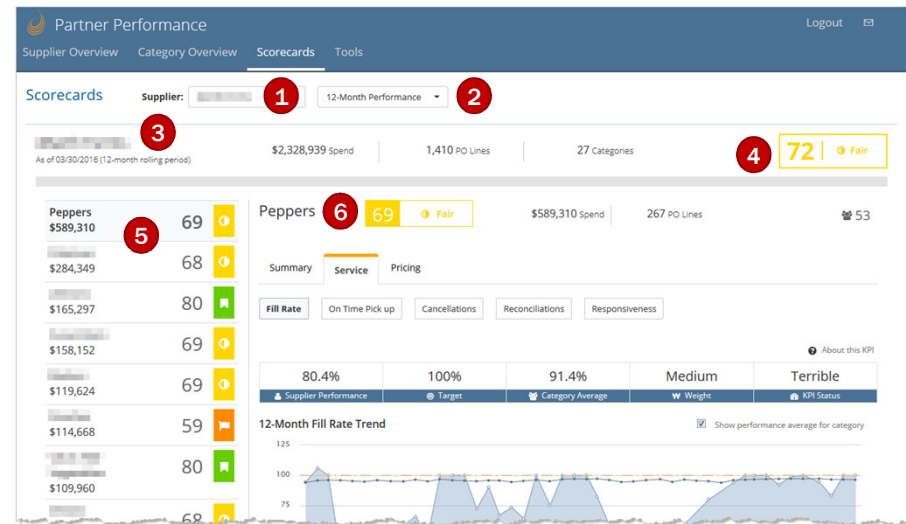 Partner Performance
Logout
Supplier Overview Category Overview Scorecards Tools
Scorecards Supplier: 1 12-Month Performance 2
3
As of 03/30/2016 (12-month rolling period)
$2,328,939 Spend 1,410 PO Lines 27 Categories 4 72 Fair
Peppers
$589,310
69
5
$284,349
68
$165,297
80
$158,152
69
$119,624
69
$114,668
59
$109,960
80
68
Peppers 6 69 Fair $589,310 Spend 267 PO Lines 53
Summary Service Pricing
Fill Rate On Time Pick up Cancellations Reconciliations Responsiveness
About this KPI
80.4% 100% 91.4% Medium Terrible
Supplier Performance Target Category Average Weight KPI Status
12-Month Fill Rate Trend Show performance average for category
125
100
75